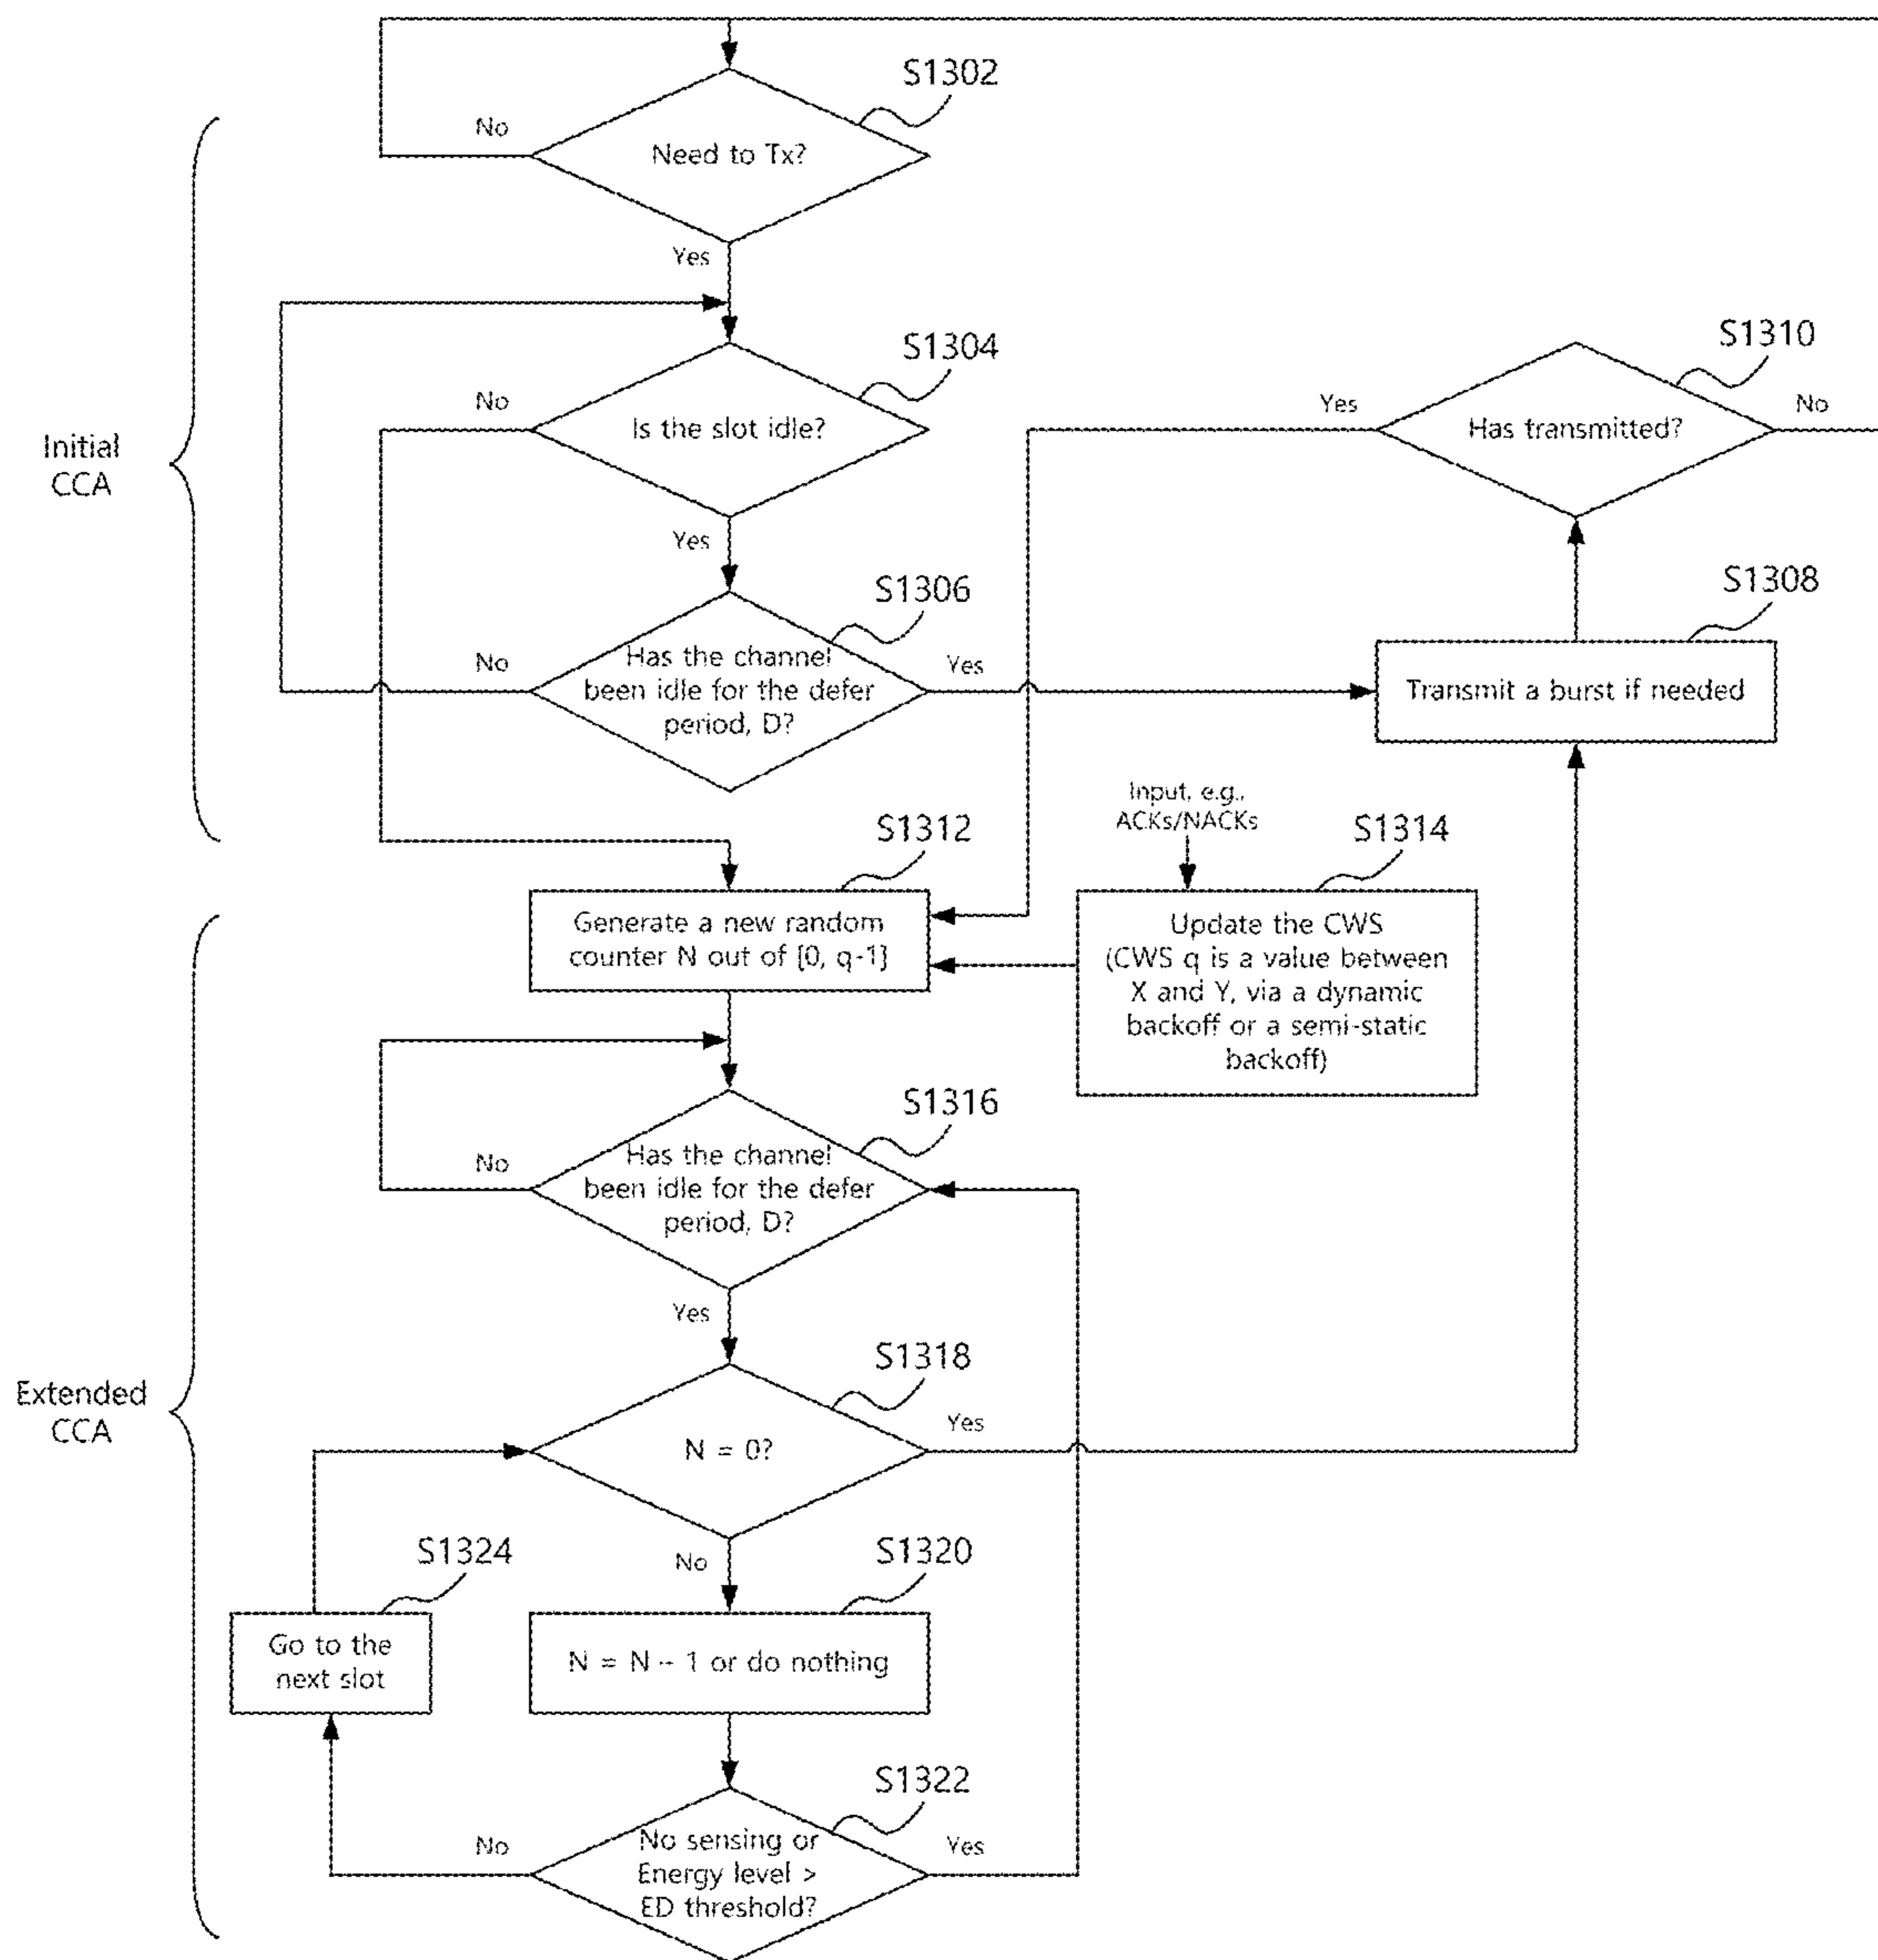 S1302
No
Need to Tx?
Yes
S1304
No
Is the slot idle?
Yes
S1310
Yes
Has transmitted?
No
Initial
CCA
S1306
No
Has the channel
been idle for the defer
period, D?
Yes
S1308
Transmit a burst if needed
Input, e.g.,
ACKs/NACKs
S1312
Generate a new random
counter N out of [0, q-1]
S1314
Update the CWS
(CWS q is a value between
X and Y, via a dynamic
backoff or a semi-static
backoff)
S1316
No
Has the channel
been idle for the defer
period, D?
Yes
Extended
CCA
S1318
N = 0?
Yes
No
S1324
Go to the
next slot
S1320
N = N - 1 or do nothing
S1322
No
No sensing or
Energy level >
ED threshold?
Yes